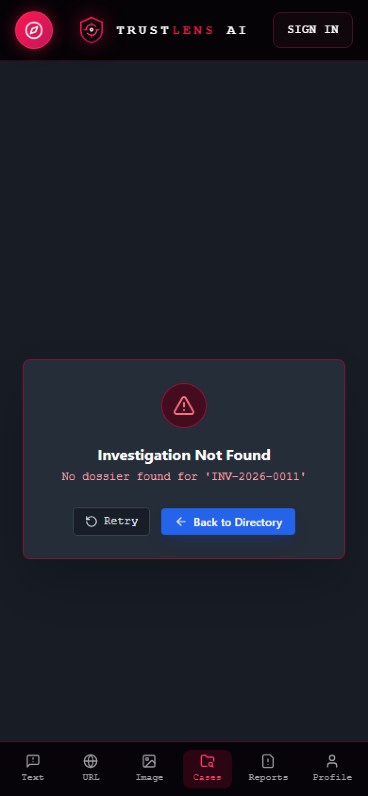 TRUSTLENS AI
SIGN IN
Investigation Not Found
No dossier found for 'INV-2026-0011'
Retry
Back to Directory
Text
URL
Image
Cases
Reports
Profile